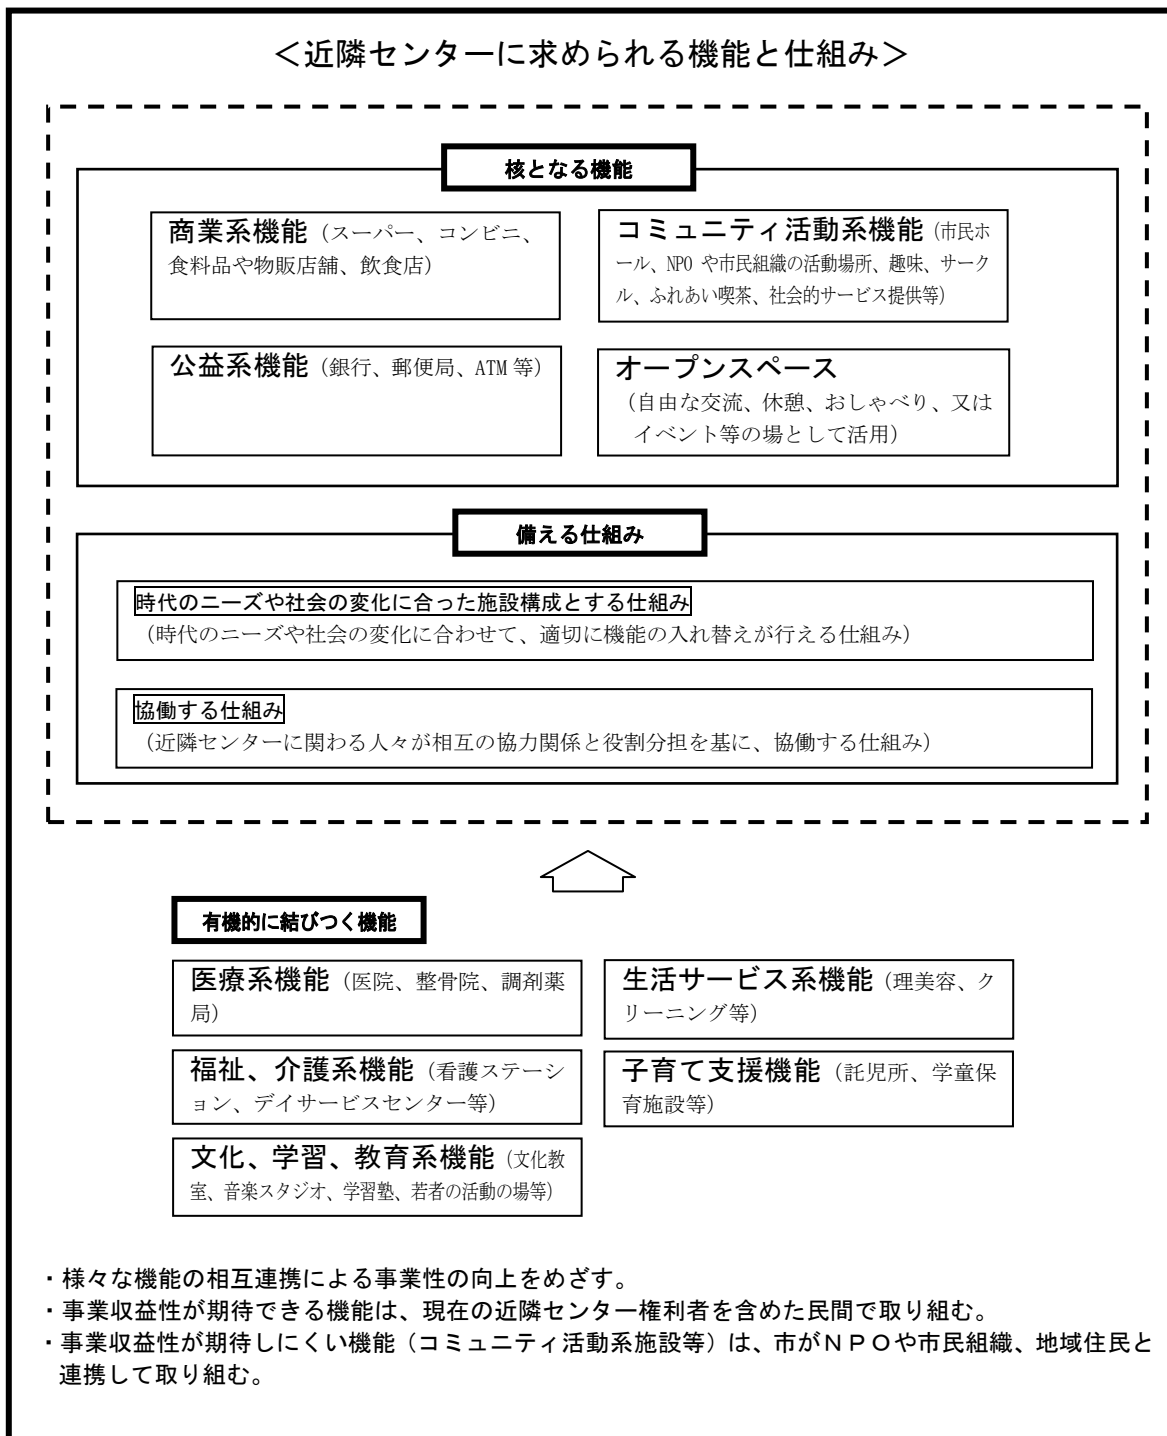 ＜近隣センターに求められる機能と仕組み＞
核となる機能
商業系機能（スーパー、コンビニ、
食料品や物販店舗、飲食店）
コミュニティ活動系機能（市民ホ
ール、NPO や市民組織の活動場所、趣味、サーク
ル、ふれあい喫茶、社会的サービス提供等）
公益系機能（銀行、郵便局、ATM 等）
オープンスペース
（自由な交流、休憩、おしゃべり、又は
イベント等の場として活用）
備える仕組み
時代のニーズや社会の変化に合った施設構成とする仕組み
（時代のニーズや社会の変化に合わせて、適切に機能の入れ替えが行える仕組み）
協働する仕組み
（近隣センターに関わる人々が相互の協力関係と役割分担を基に、協働する仕組み）
有機的に結びつく機能
医療系機能（医院、整骨院、調剤薬
局）
生活サービス系機能（理美容、ク
リーニング等）
福祉、介護系機能（看護ステーシ
ョン、デイサービスセンター等）
子育て支援機能（託児所、学童保
育施設等）
文化、学習、教育系機能（文化教
室、音楽スタジオ、学習塾、若者の活動の場等）
・様々な機能の相互連携による事業性の向上をめざす。
・事業収益性が期待できる機能は、現在の近隣センター権利者を含めた民間で取り組む。
・事業収益性が期待しにくい機能（コミュニティ活動系施設等）は、市がＮＰＯや市民組織、地域住民と
連携して取り組む。